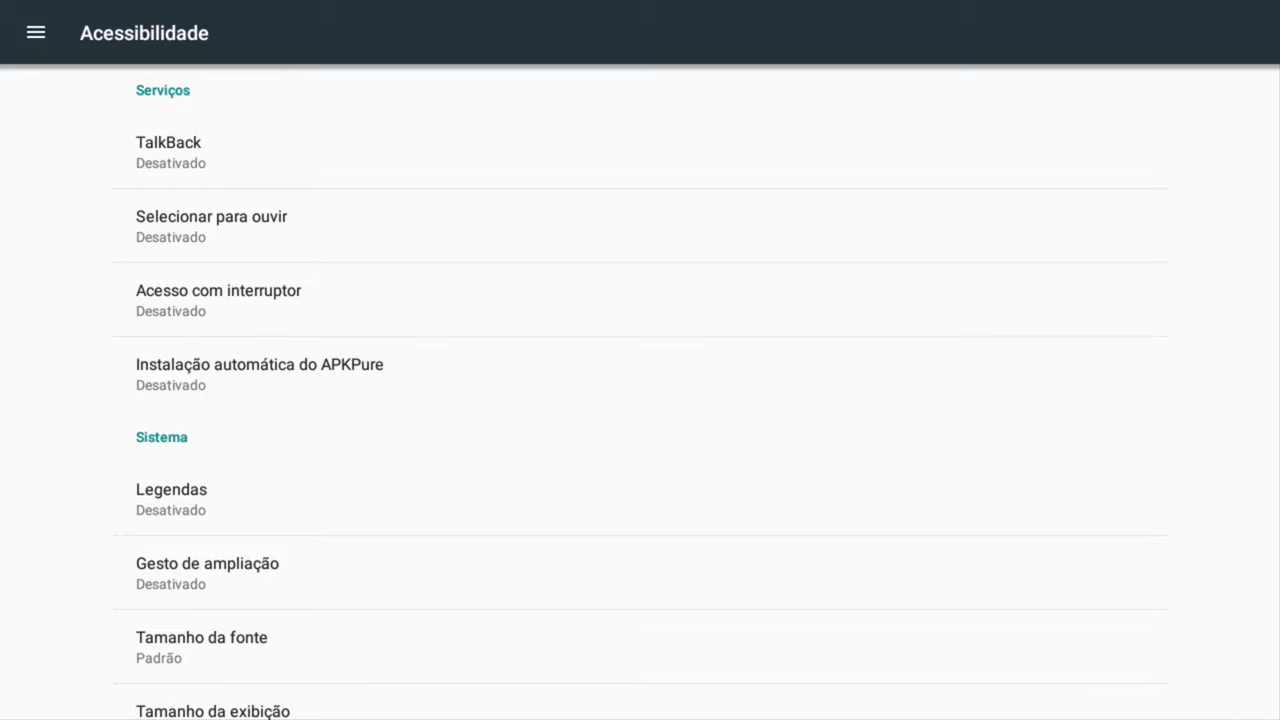 Acessibilidade
Serviços
TalkBack
Desativado
Selecionar para ouvir
Desativado
Acesso com interruptor
Desativado
Instalação automática do APKPure
Desativado
Sistema
Legendas
Desativado
Gesto de ampliação
Desativado
Tamanho da fonte
Padrão
Tamanho da exibição